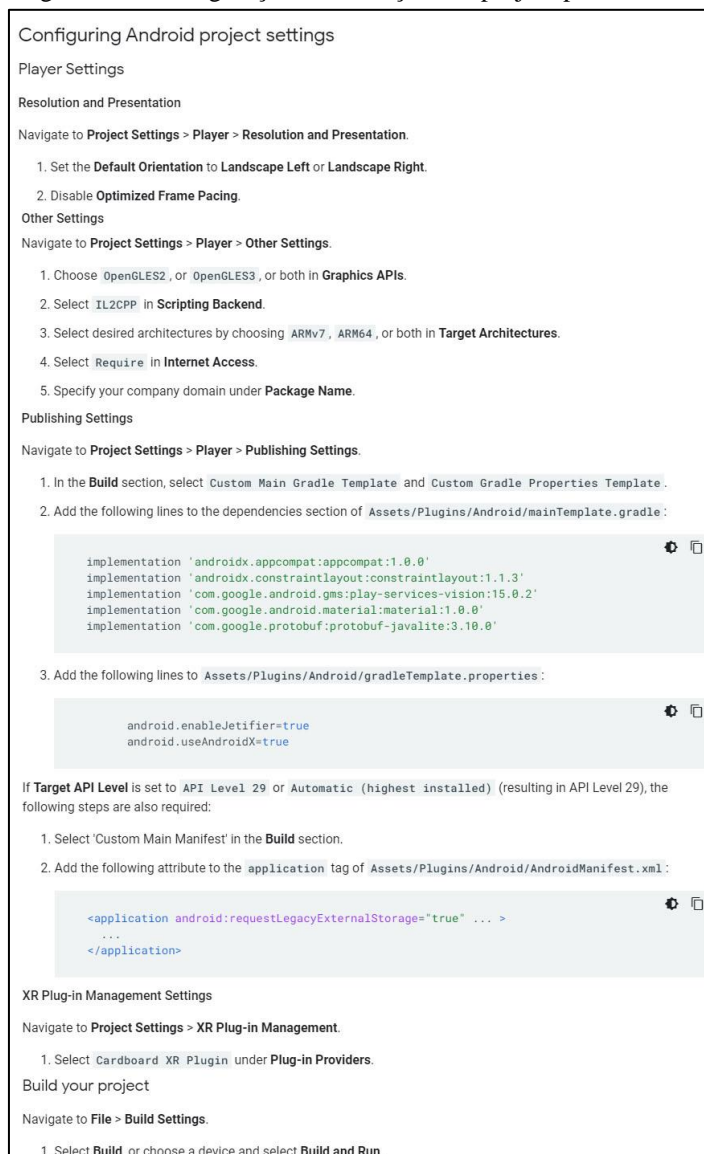 Configuring Android project settings
Player Settings
Resolution and Presentation
Navigate to Project Settings > Player > Resolution and Presentation.
1. Set the Default Orientation to Landscape Left or Landscape Right.
2. Disable Optimized Frame Pacing.
Other Settings
Navigate to Project Settings > Player > Other Settings.
1. Choose OpenGLES2, or OpenGLES3, or both in Graphics APIs.
2. Select IL2CPP in Scripting Backend.
3. Select desired architectures by choosing ARMv7, ARM64, or both in Target Architectures.
4. Select Require in Internet Access.
5. Specify your company domain under Package Name.
Publishing Settings
Navigate to Project Settings > Player > Publishing Settings.
1. In the Build section, select Custom Main Gradle Template and Custom Gradle Properties Template.
2. Add the following lines to the dependencies section of Assets/Plugins/Android/mainTemplate.gradle:
implementation 'androidx.appcompat:appcompat:1.0.0'
implementation 'androidx.constraintlayout:constraintlayout:1.1.3'
implementation 'com.google.android.gms:play-services-vision:15.0.2'
implementation 'com.google.android.material:material:1.0.0'
implementation 'com.google.protobuf:protobuf-javalite:3.10.0'
3. Add the following lines to Assets/Plugins/Android/gradleTemplate.properties:
android.enableJetifier=true
android.useAndroidX=true
If Target API Level is set to API Level 29 or Automatic (highest installed) (resulting in API Level 29), the
following steps are also required:
1. Select 'Custom Main Manifest' in the Build section.
2. Add the following attribute to the application tag of Assets/Plugins/Android/AndroidManifest.xml:
<application android:requestLegacyExternalStorage="true" ... >
...
</application>
XR Plug-in Management Settings
Navigate to Project Settings > XR Plug-in Management.
1. Select Cardboard XR Plugin under Plug-in Providers.
Build your project
Navigate to File > Build Settings.
1. Select Build, or choose a device and select Build and Run.